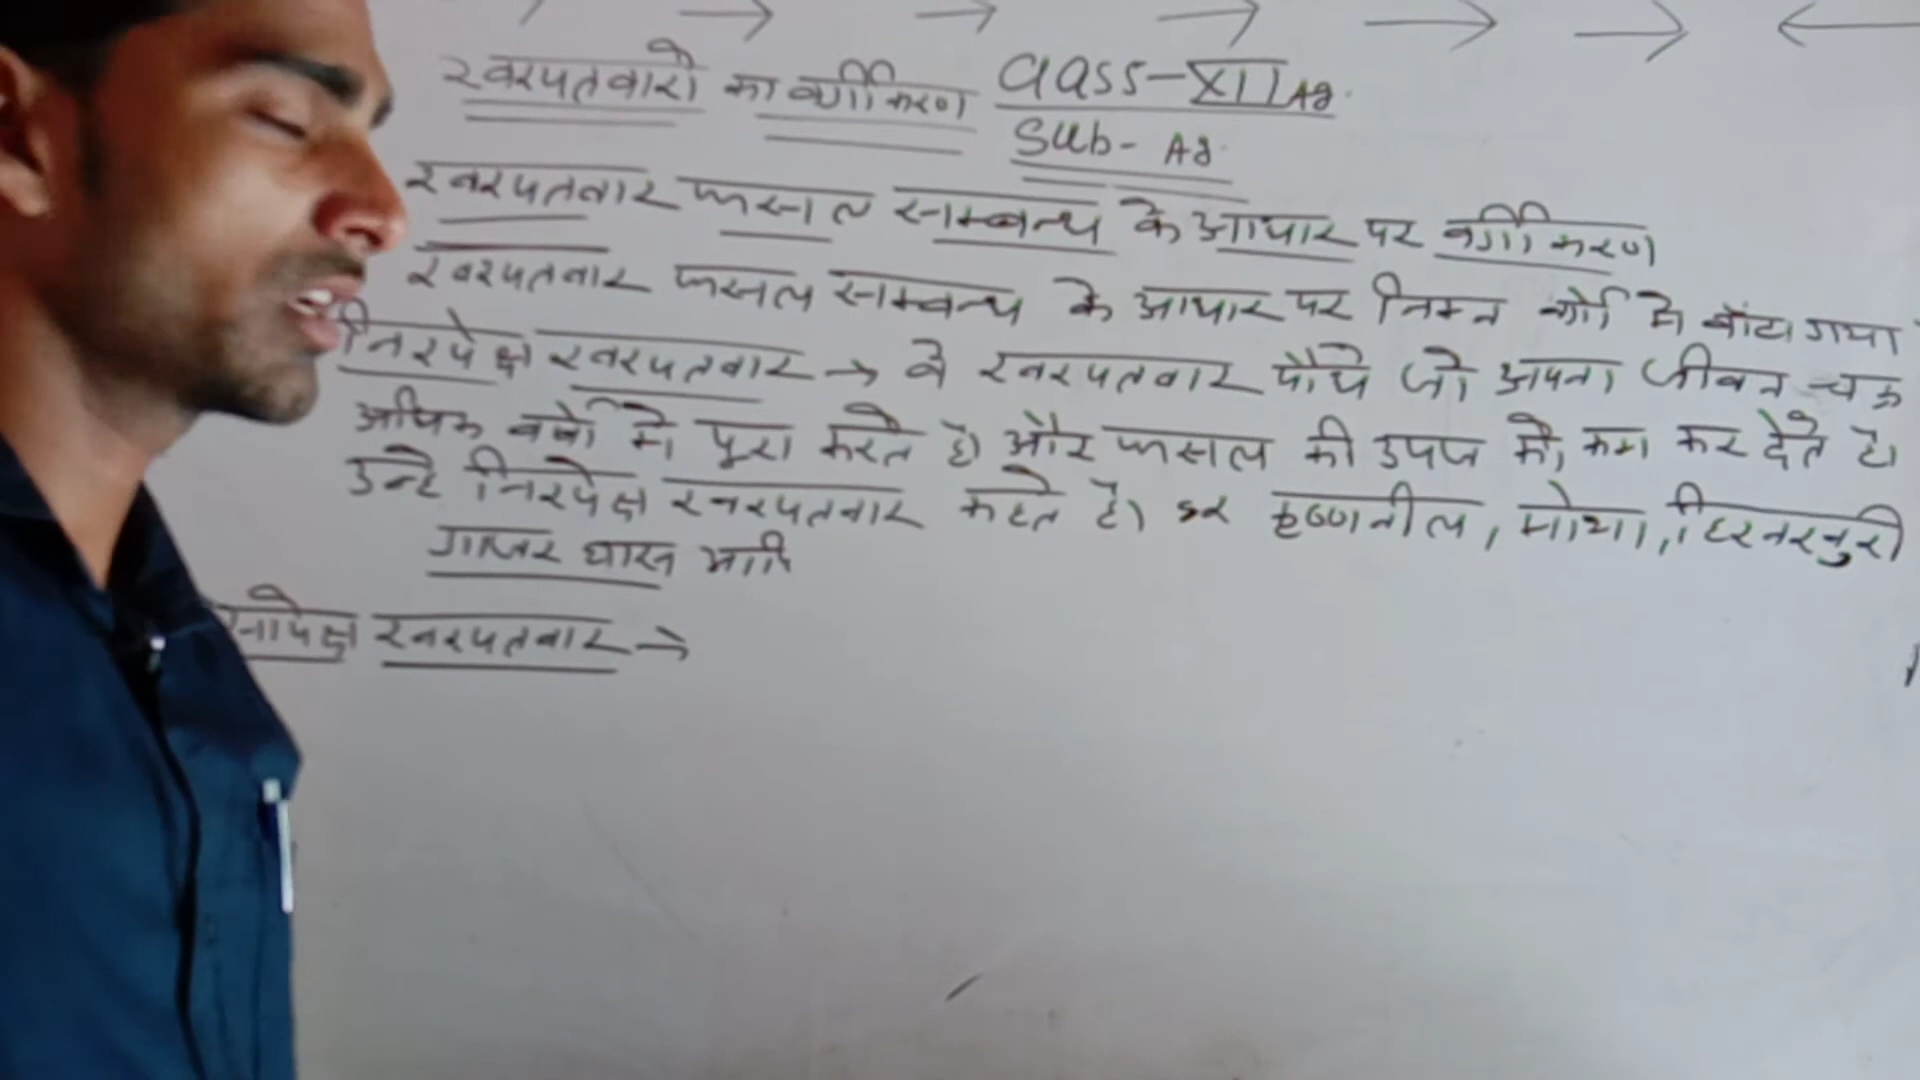 खरपतवारो का वर्गीकरण Class-XII Ag.
Sub- Ag.
खरपतवार फसल सम्बन्ध के आधार पर वर्गीकरण
खरपतवार फसल सम्बन्ध के आधार पर निम्न वर्गो मे बाँटा गया
निरपेक्ष खरपतवार → वे खरपतवार पौधे जो अपना जीवन चक्र
अधिक वर्षो मे पूरा करते है और फसल की उपज मे, कम कर देते है।
उन्हे निरपेक्ष खरपतवार कहते है। कृष्णनील, मोथा, हिरनखुरी
गाजर घास आदि
सापेक्ष खरपतवार →